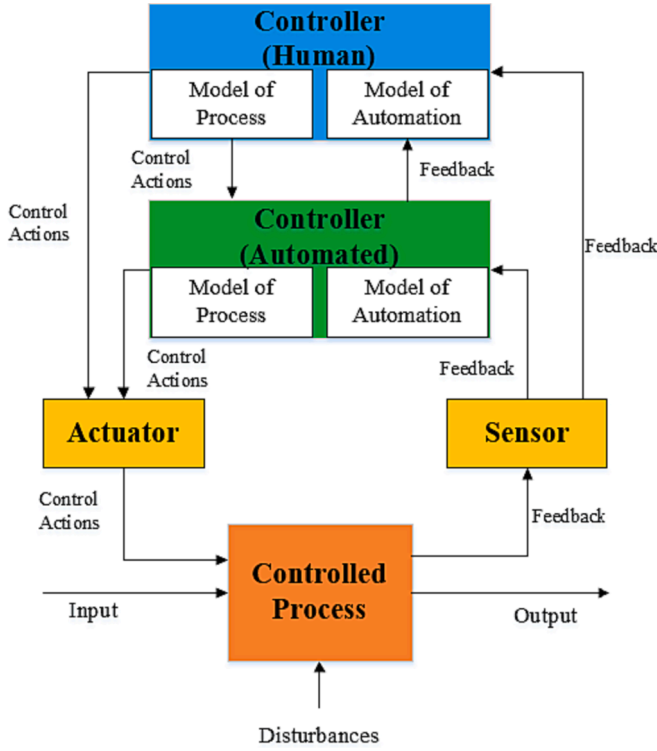 Controller
(Human)
Model of
Process
Model of
Automation
Control
Actions
Feedback
Control
Actions
Feedback
Controller
(Automated)
Model of
Process
Model of
Automation
Control
Actions
Feedback
Actuator
Sensor
Control
Actions
Feedback
Controlled
Process
Input
Output
Disturbances